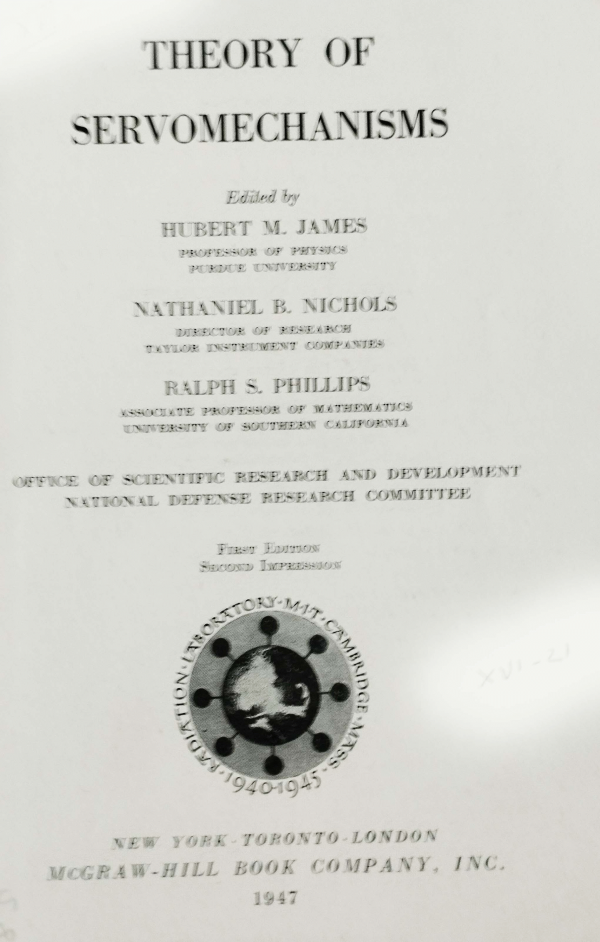 THEORY OF
SERVOMECHANISMS
Edited by
HUBERT M. JAMES
PROFESSOR OF PHYSICS
PURDUE UNIVERSITY
NATHANIEL B. NICHOLS
DIRECTOR OF RESEARCH
TAYLOR INSTRUMENT COMPANIES
RALPH S. PHILLIPS
ASSOCIATE PROFESSOR OF MATHEMATICS
UNIVERSITY OF SOUTHERN CALIFORNIA
OFFICE OF SCIENTIFIC RESEARCH AND DEVELOPMENT
NATIONAL DEFENSE RESEARCH COMMITTEE
FIRST EDITION
SECOND IMPRESSION
RADIATION · LABORATORY · M·I·T · CAMBRIDGE · MASS ·
1940·1945
XVI-21
NEW YORK · TORONTO · LONDON
MCGRAW-HILL BOOK COMPANY, INC.
1947